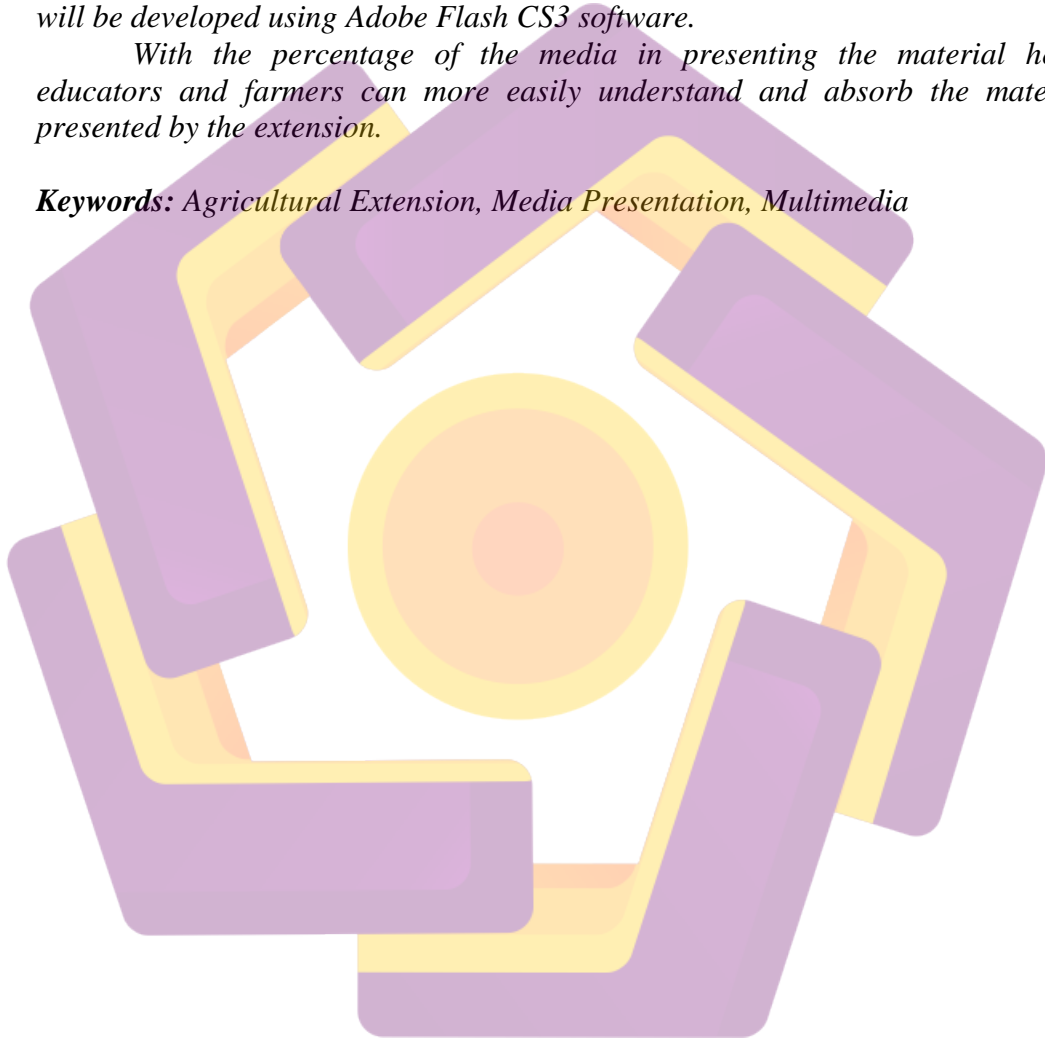 will be developed using Adobe Flash CS3 software.
With the percentage of the media in presenting the material
educators and farmers can more easily understand and absorb the
presented by the extension.
Keywords: Agricultural Extension, Media Presentation, Multimedia